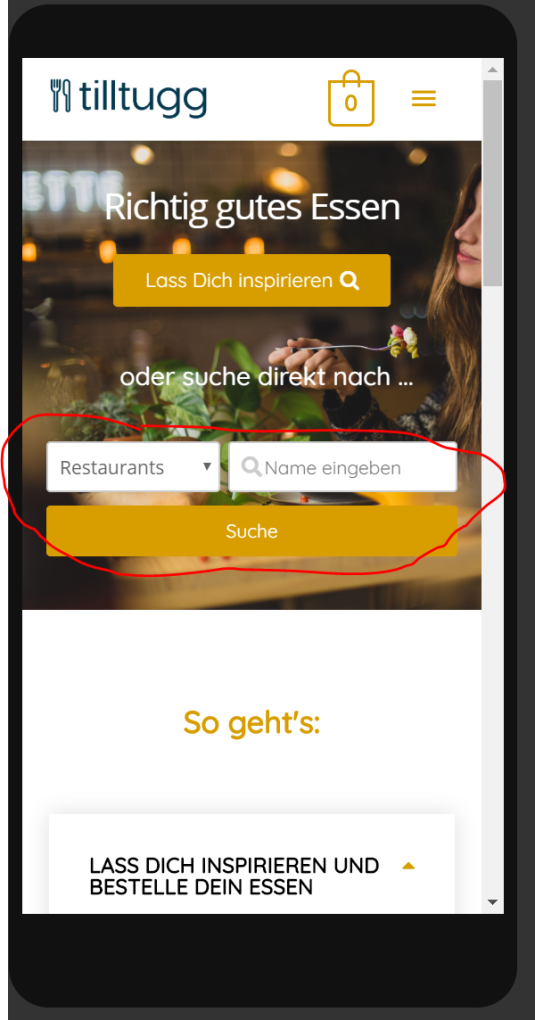 tilltugg
0
ETTE
Richtig gutes Essen
Lass Dich inspirieren
oder suche direkt nach ...
Restaurants
Name eingeben
Suche
So geht's:
LASS DICH INSPIRIEREN UND
BESTELLE DEIN ESSEN